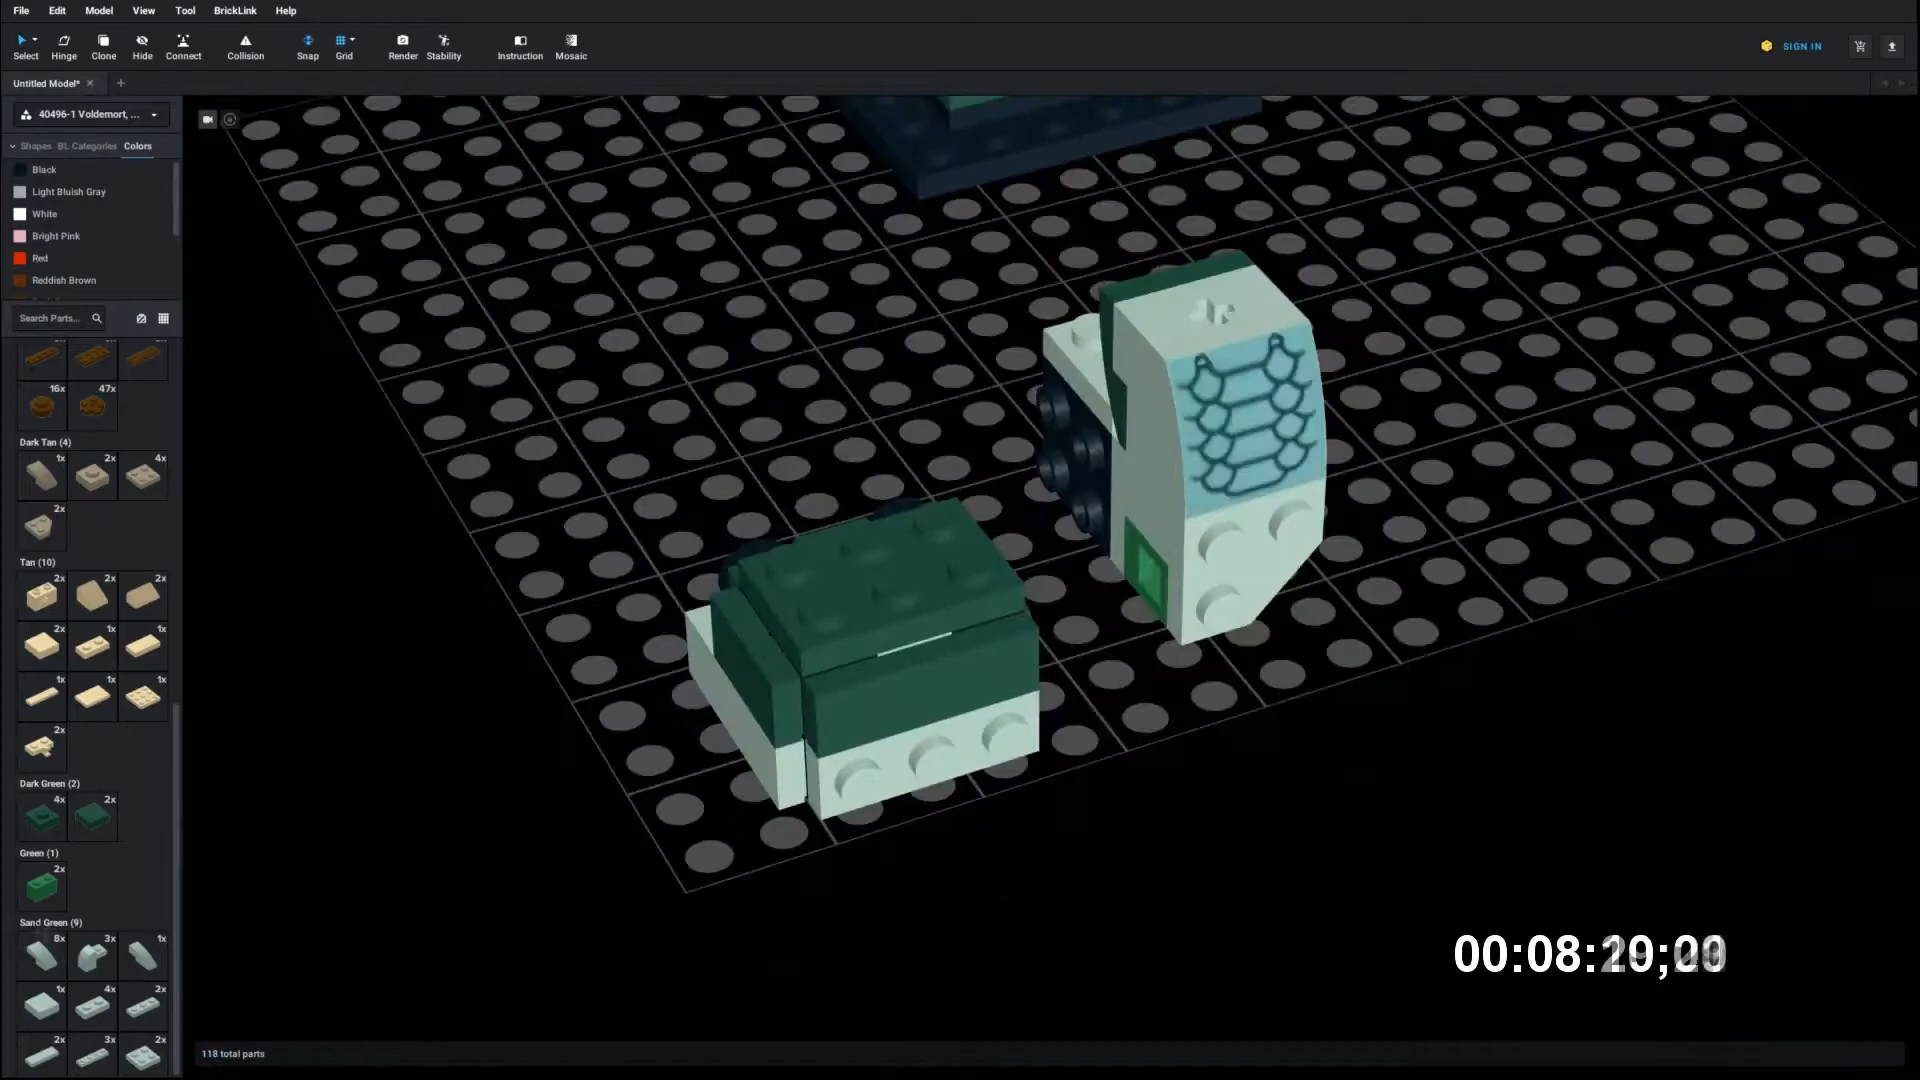 File Edit Model View Tool BrickLink Help
Select Hinge Clone Hide Connect Collision Snap Grid Render Stability Instruction Mosaic
SIGN IN
Untitled Model*
40496-1 Voldemort, ...
Shapes BL Categories Colors
Black
Light Bluish Gray
White
Bright Pink
Red
Reddish Brown
Search Parts...
16x 47x
Dark Tan (4)
1x 2x 4x
2x
Tan (10)
2x 2x 2x
2x 1x 1x
1x 1x 1x
2x
Dark Green (2)
4x 2x
Green (1)
2x
Sand Green (9)
8x 3x 1x
1x 4x 2x
2x 3x 2x
00:08:
118 total parts